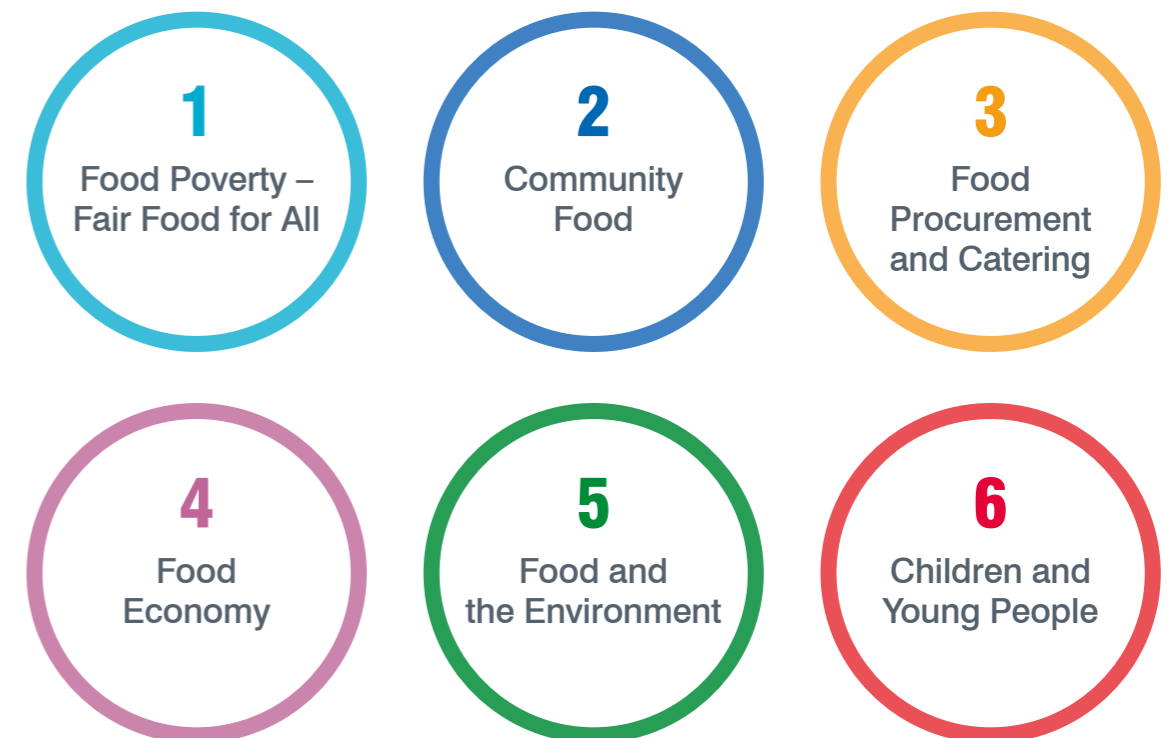 1
Food Poverty –
Fair Food for All
2
Community
Food
3
Food
Procurement
and Catering
4
Food
Economy
5
Food and
the Environment
6
Children and
Young People